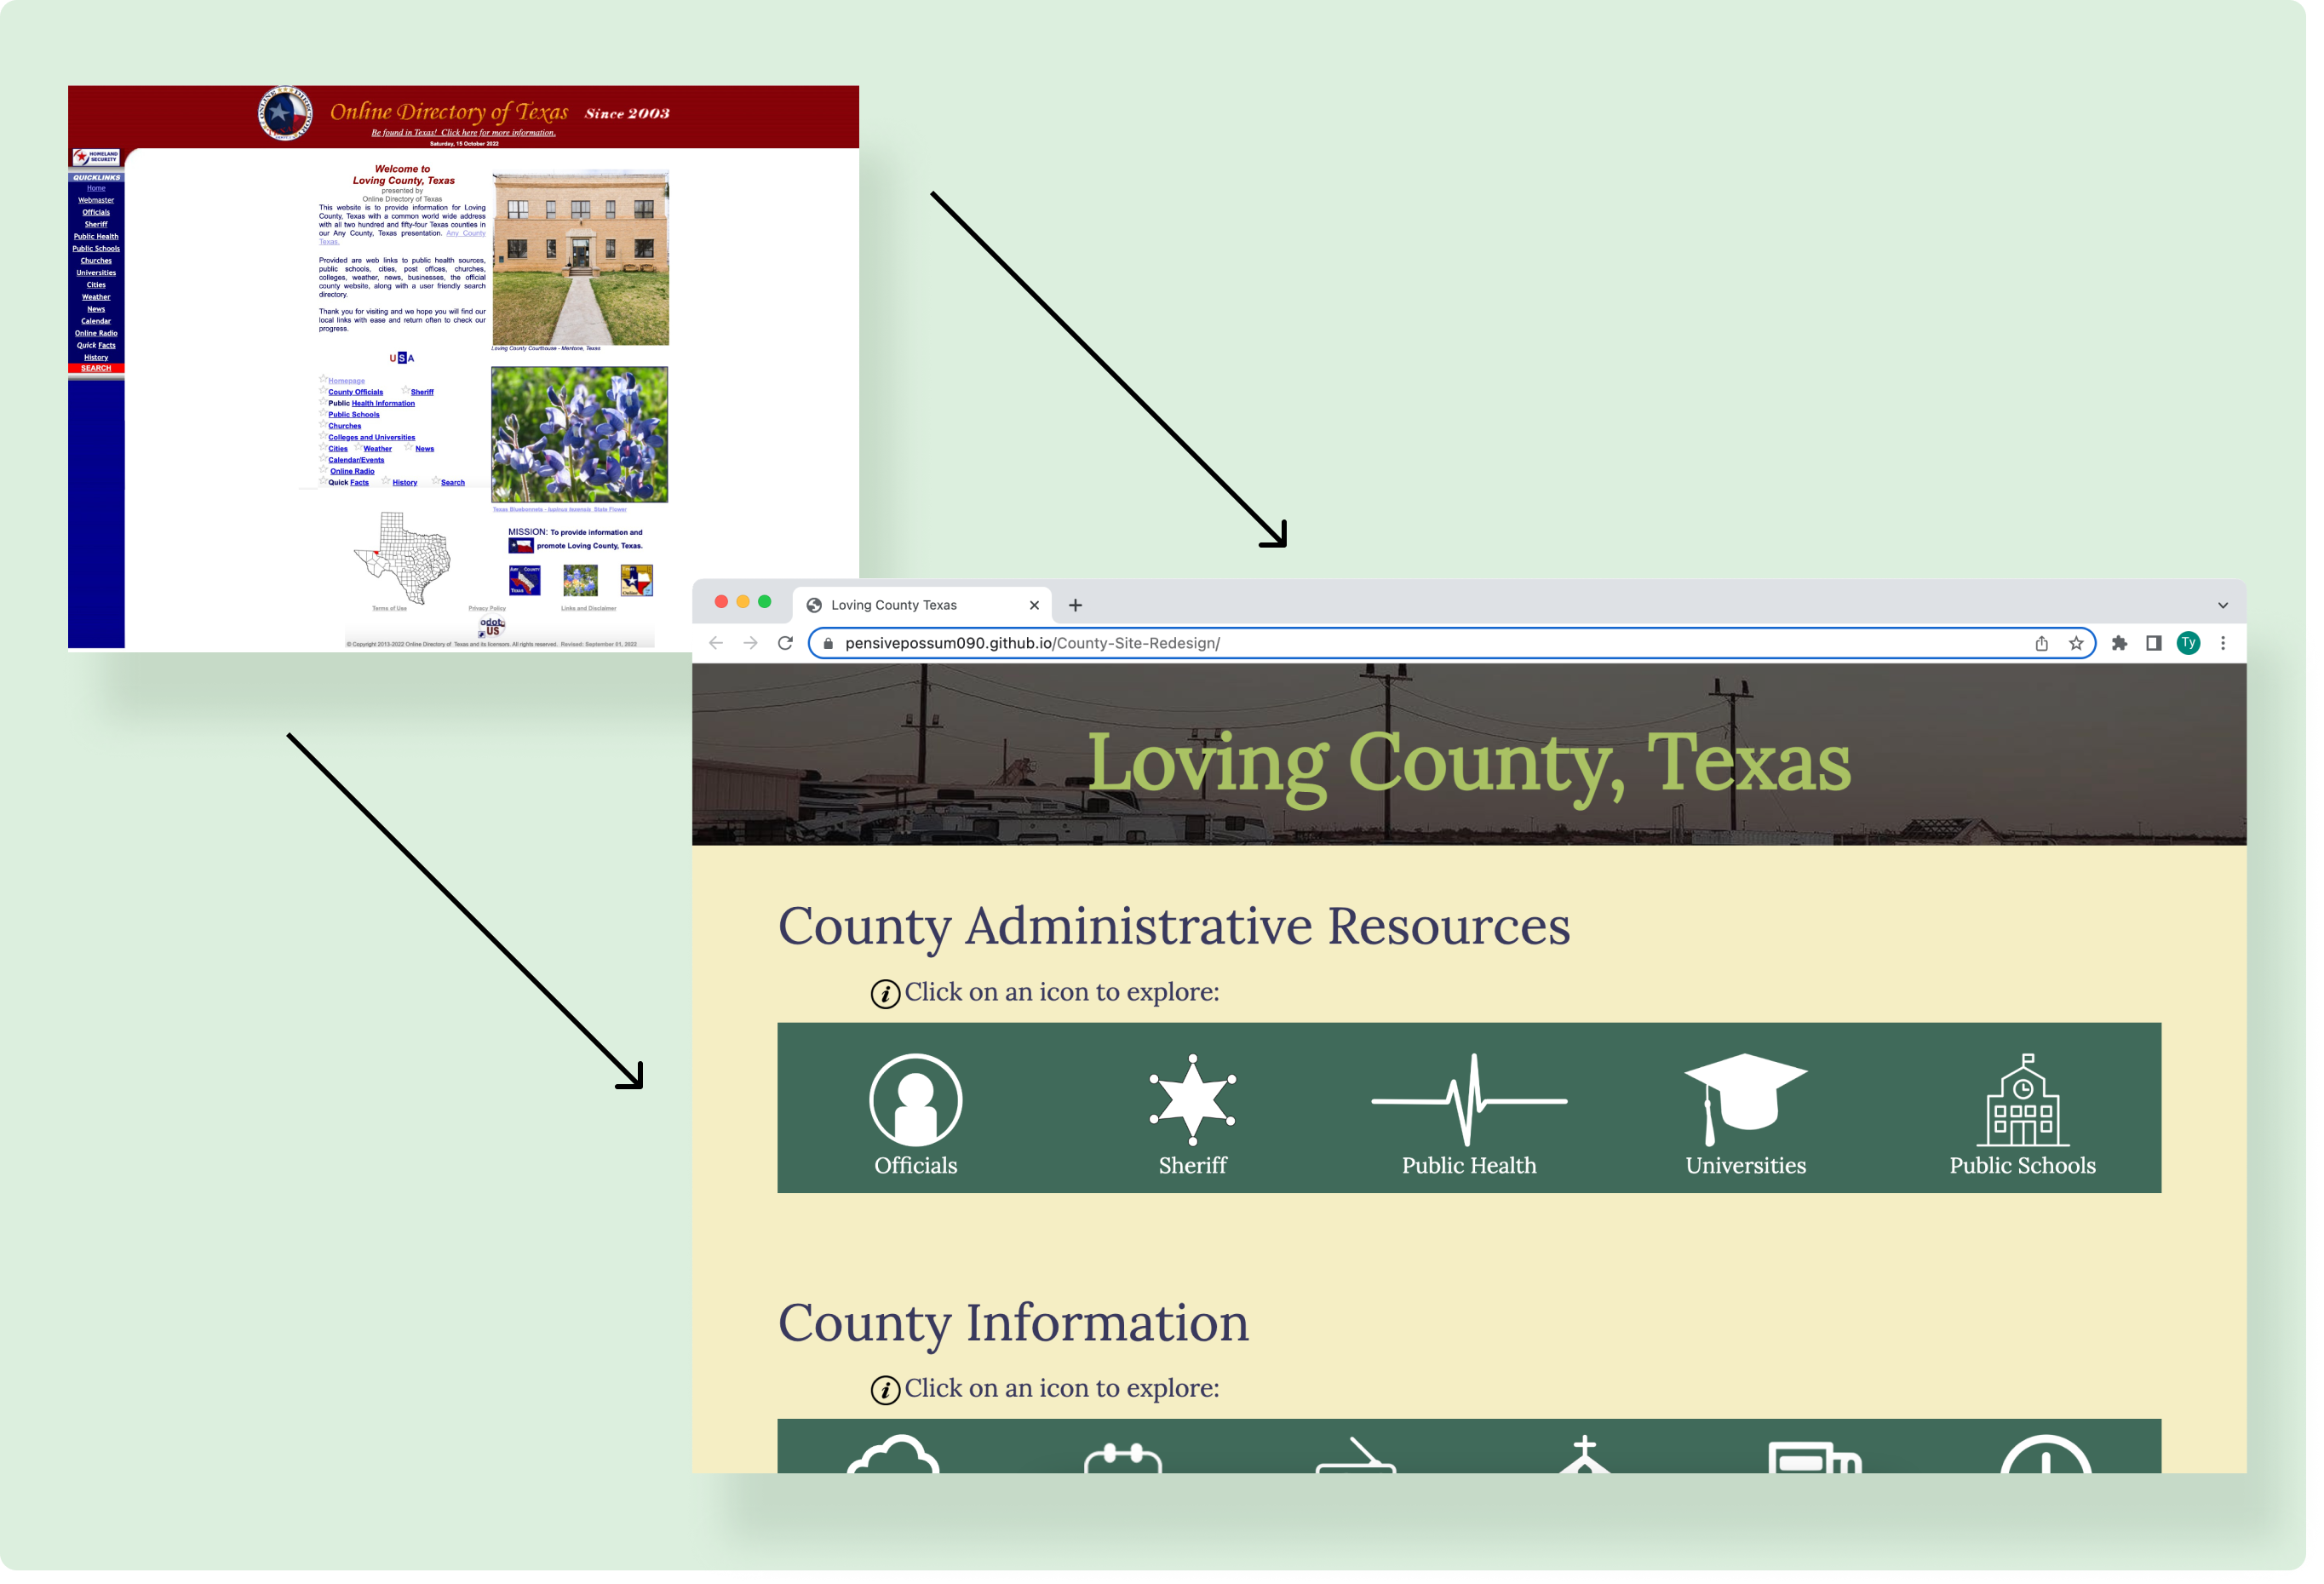 Online Directory of Texas Since 2003
Be found in Texas! Click here for more information.
Saturday, 15 October 2022
HOMELAND
SECURITY
QUICKLINKS
Home
Webmaster
Officials
Sheriff
Public Health
Public Schools
Churches
Universities
Cities
Weather
News
Calendar
Online Radio
Quick Facts
History
SEARCH
Welcome to
Loving County, Texas
presented by
Online Directory of Texas
This website is to provide information for Loving
County, Texas with a common world wide address
with all two hundred and fifty-four Texas counties in
our Any County, Texas presentation. Any County
Texas.
Provided are web links to public health sources,
public schools, cities, post offices, churches,
colleges, weather, news, businesses, the official
county website, along with a user friendly search
directory.
Thank you for visiting and we hope you will find our
local links with ease and return often to check our
progress.
Loving County Courthouse - Mentone, Texas
USA
Homepage
County Officials Sheriff
Public Health Information
Public Schools
Churches
Colleges and Universities
Cities Weather News
Calendar/Events
Online Radio
Quick Facts History Search
Texas Bluebonnets - lupinus texensis State Flower
MISSION: To provide information and
promote Loving County, Texas.
Any County
Texas
Online
Terms of Use Privacy Policy Links and Disclaimer
odot
US
© Copyright 2013-2022 Online Directory of Texas and its licensors. All rights reserved. Revised: September 01, 2022
Loving County Texas
pensivepossum090.github.io/County-Site-Redesign/
Ty
Loving County, Texas
County Administrative Resources
i Click on an icon to explore:
Officials Sheriff Public Health Universities Public Schools
County Information
i Click on an icon to explore: